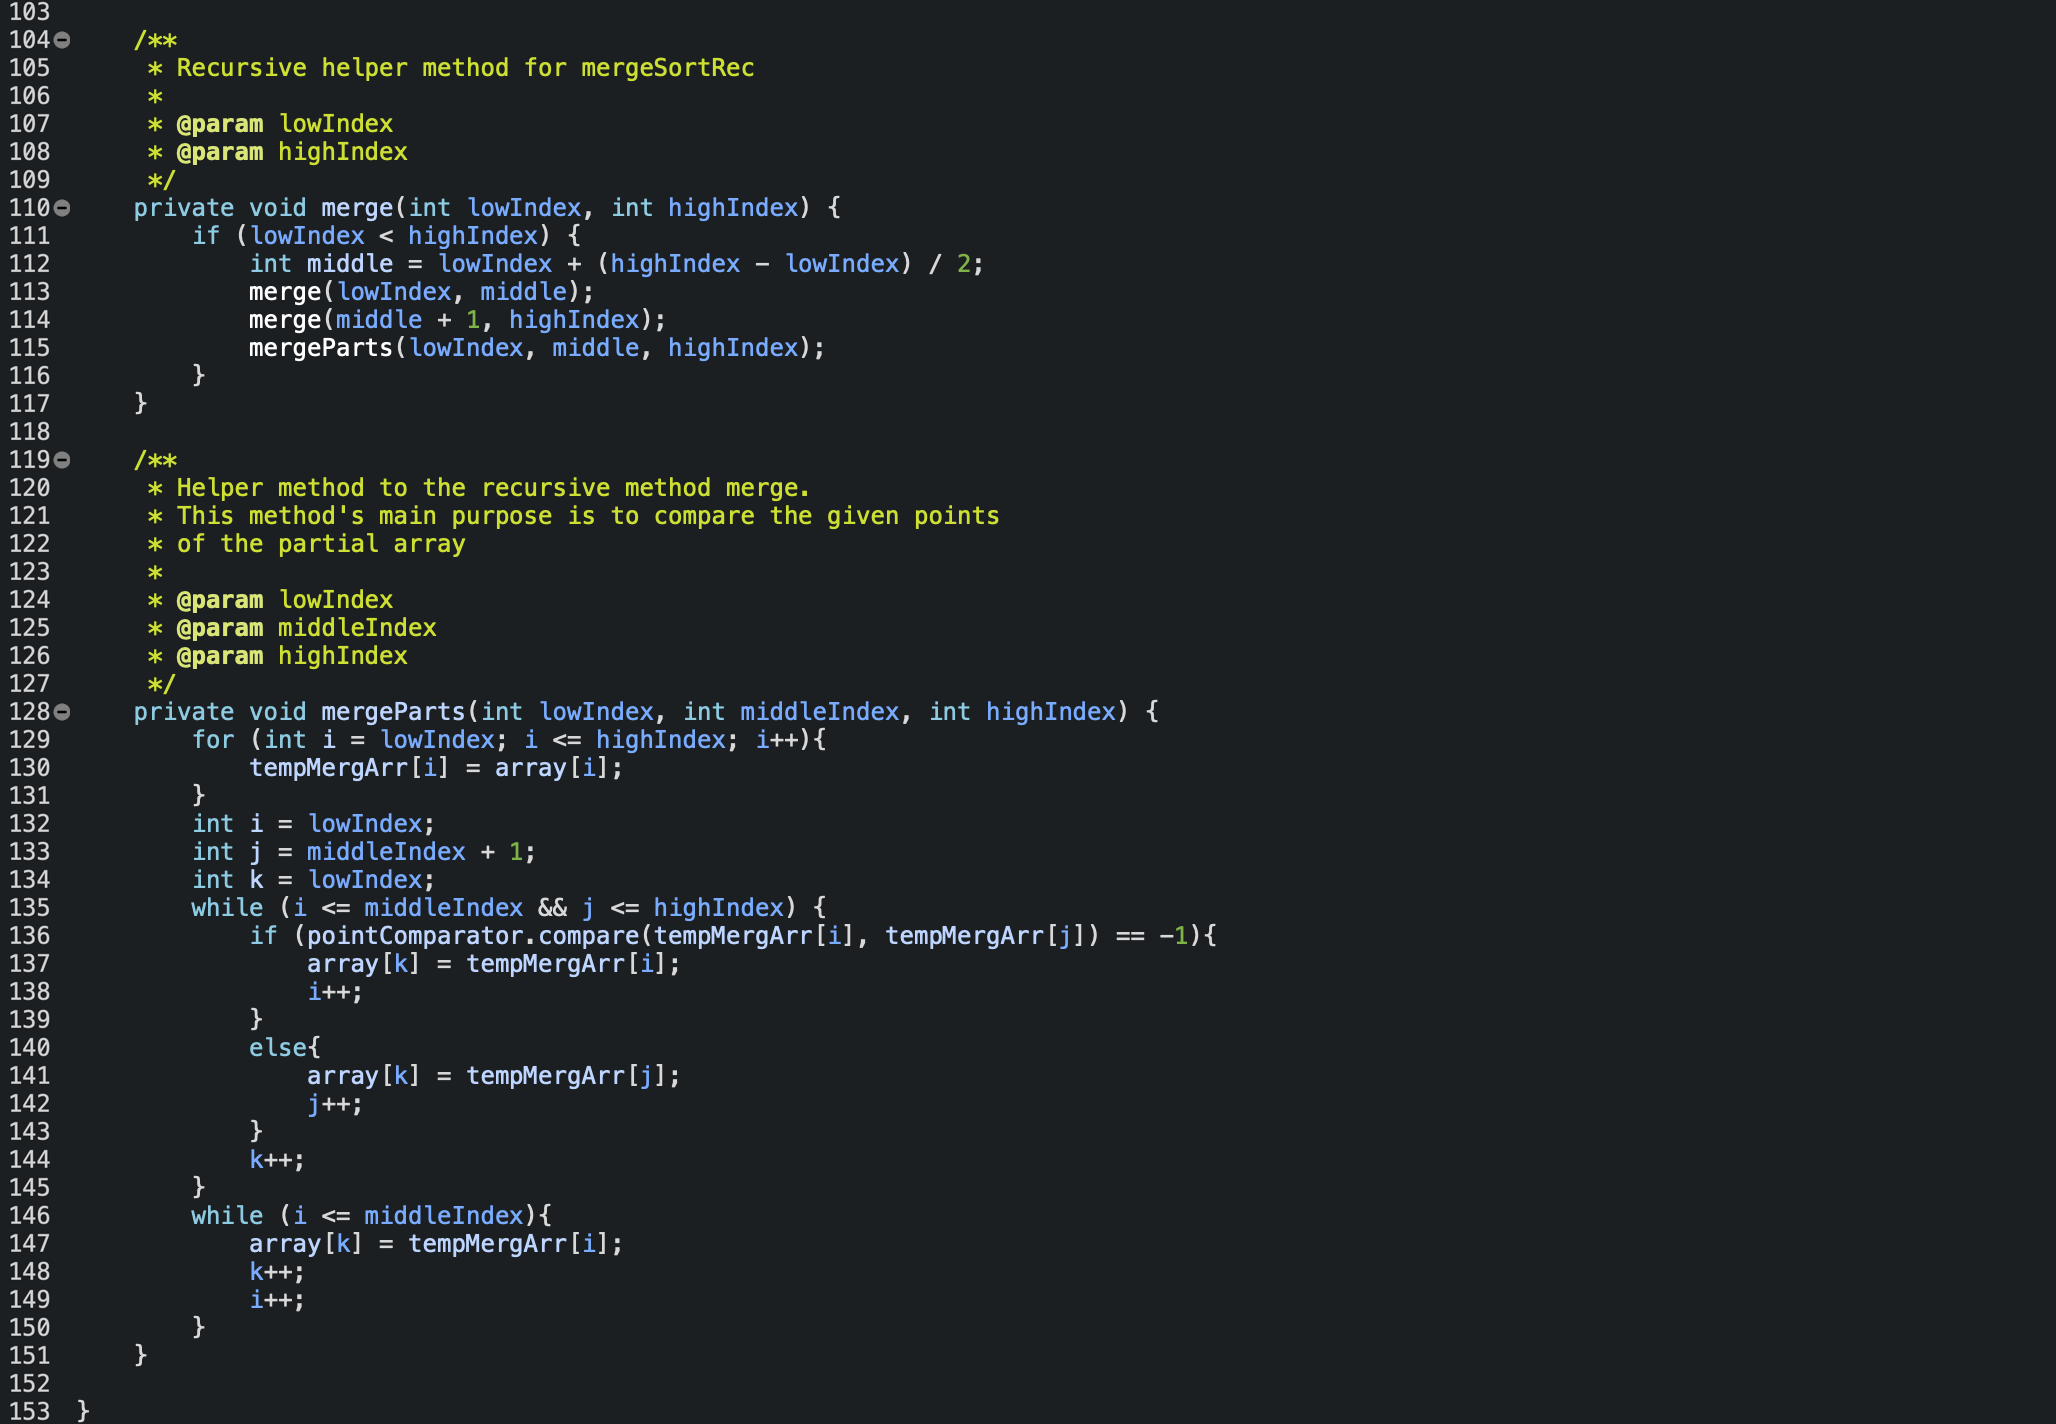 103
104 /**
105 * Recursive helper method for mergeSortRec
106 *
107 * @param lowIndex
108 * @param highIndex
109 */
110 private void merge(int lowIndex, int highIndex) {
111 if (lowIndex < highIndex) {
112 int middle = lowIndex + (highIndex - lowIndex) / 2;
113 merge(lowIndex, middle);
114 merge(middle + 1, highIndex);
115 mergeParts(lowIndex, middle, highIndex);
116 }
117 }
118
119 /**
120 * Helper method to the recursive method merge.
121 * This method's main purpose is to compare the given points
122 * of the partial array
123 *
124 * @param lowIndex
125 * @param middleIndex
126 * @param highIndex
127 */
128 private void mergeParts(int lowIndex, int middleIndex, int highIndex) {
129 for (int i = lowIndex; i <= highIndex; i++){
130 tempMergArr[i] = array[i];
131 }
132 int i = lowIndex;
133 int j = middleIndex + 1;
134 int k = lowIndex;
135 while (i <= middleIndex && j <= highIndex) {
136 if (pointComparator.compare(tempMergArr[i], tempMergArr[j]) == -1){
137 array[k] = tempMergArr[i];
138 i++;
139 }
140 else{
141 array[k] = tempMergArr[j];
142 j++;
143 }
144 k++;
145 }
146 while (i <= middleIndex){
147 array[k] = tempMergArr[i];
148 k++;
149 i++;
150 }
151 }
152
153 }